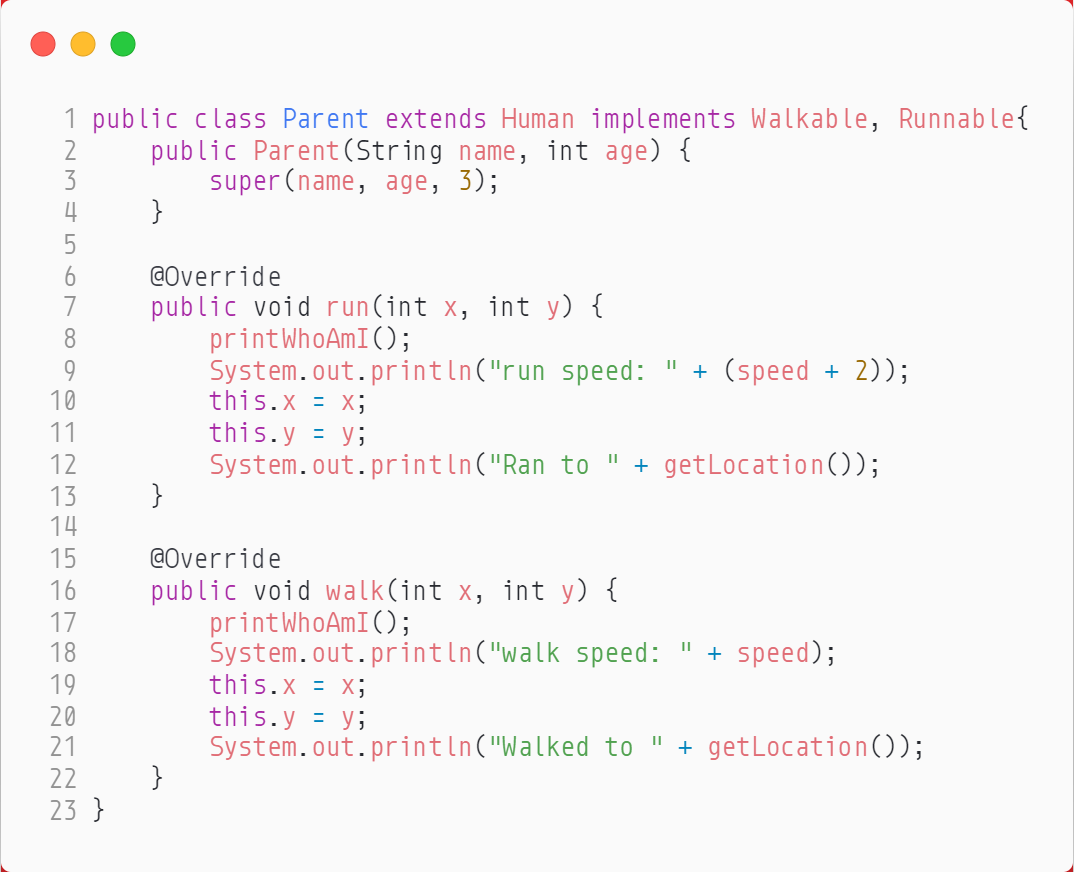 1 public class Parent extends Human implements Walkable, Runnable{
2     public Parent(String name, int age) {
3         super(name, age, 3);
4     }
5
6     @Override
7     public void run(int x, int y) {
8         printWhoAmI();
9         System.out.println("run speed: " + (speed + 2));
10         this.x = x;
11         this.y = y;
12         System.out.println("Ran to " + getLocation());
13     }
14
15     @Override
16     public void walk(int x, int y) {
17         printWhoAmI();
18         System.out.println("walk speed: " + speed);
19         this.x = x;
20         this.y = y;
21         System.out.println("Walked to " + getLocation());
22     }
23 }